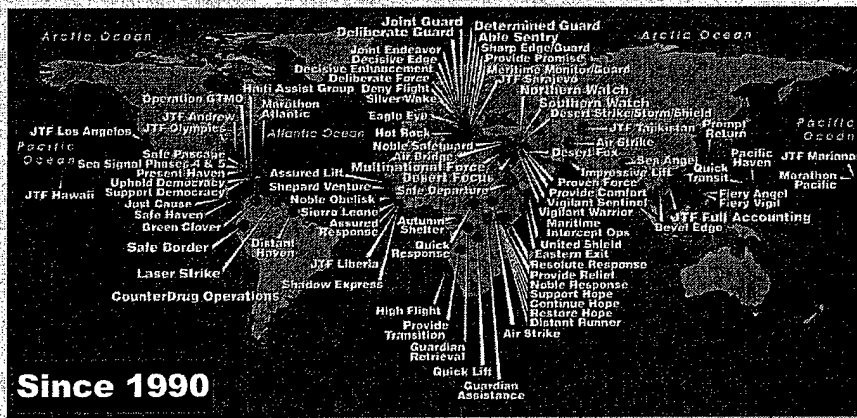 Joint Guard
Deliberate Guard
Determined Guard
Able Sentry
Sharp Edge/Guard
Provide Promise
Maritime Monitor/Guard
JTF Sarajevo
Northern Watch
Southern Watch
Desert Strike/Storm/Shield
JTF Tajikistan
Air Strike
Desert Fox
Sea Angel
Impressive Lift
Proven Force
Provide Comfort
Vigilant Sentinel
Vigilant Warrior
Maritime
Intercept Ops
United Shield
Eastern Exit
Resolute Response
Provide Relief
Noble Response
Support Hope
Continue Hope
Restore Hope
Distant Runner
Air Strike
Arctic Ocean
Arctic Ocean
Joint Endeavor
Decisive Edge
Decisive Enhancement
Deliberate Force
Haiti Assist Group
Deny Flight
Silver Wake
Eagle Eye
Hot Rock
Noble Safeguard
Air Bridge
Multinational Force
Desert Focus
Safe Departure
Operation GTMO
Marathon
Atlantic
Atlantic Ocean
JTF Andrew
JTF Olympics
JTF Los Angelos
Pacific
Ocean
JTF Hawaii
Safe Passage
Sea Signal Phases 4 & 5
Present Haven
Uphold Democracy
Support Democracy
Just Cause
Safe Haven
Green Clover
Safe Border
Laser Strike
CounterDrug Operations
Distant
Haven
Assured Lift
Shepard Venture
Noble Obelisk
Sierra Leone
Assured
Response
JTF Liberia
Shadow Express
Autumn
Shelter
Quick
Response
High Flight
Provide
Transition
Guardian
Retrieval
Quick Lift
Guardian
Assistance
Prompt
Return
Pacific
Ocean
Pacific
Haven
JTF Mariana
Quick
Transit
Marathon
Pacific
Fiery Angel
Fiery Vigil
JTF Full Accounting
Bevel Edge
Since 1990